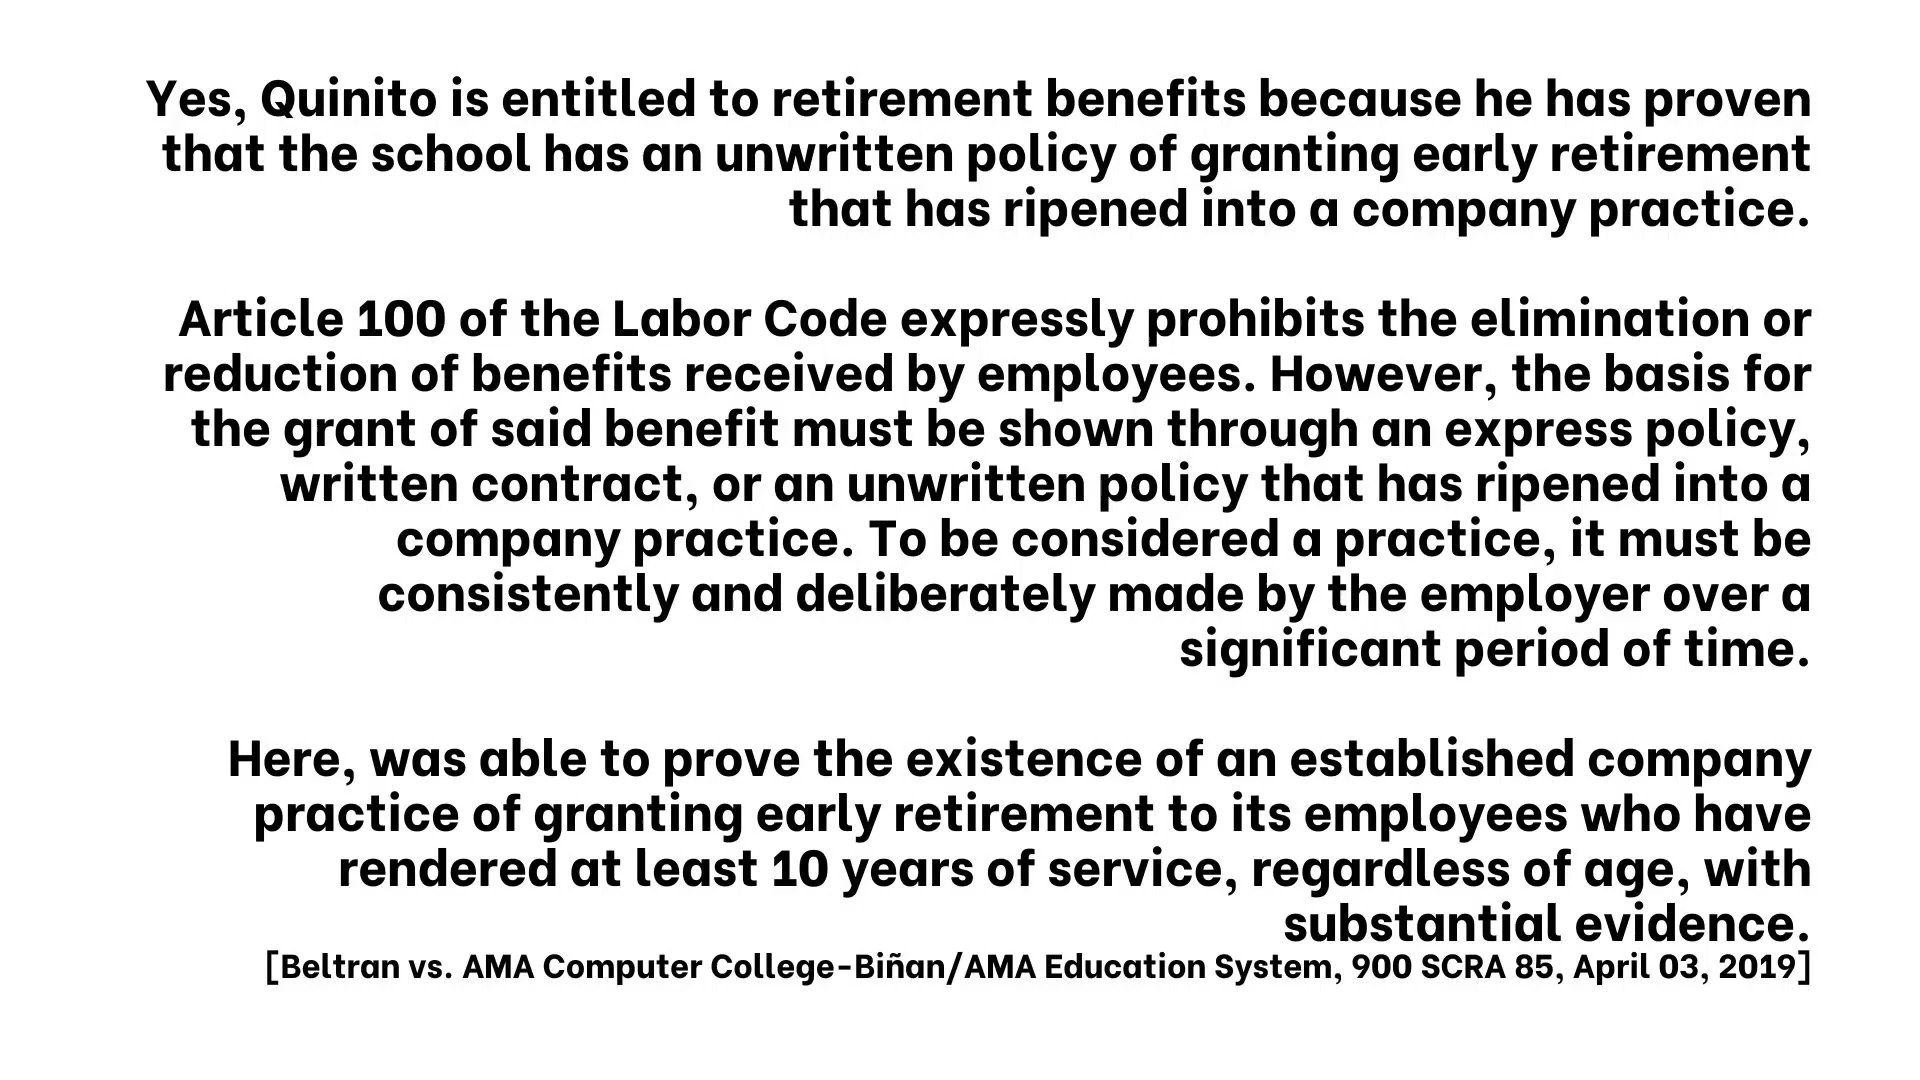 Yes, Quinito is entitled to retirement benefits because he has proven
that the school has an unwritten policy of granting early retirement
that has ripened into a company practice.
Article 100 of the Labor Code expressly prohibits the elimination or
reduction of benefits received by employees. However, the basis for
the grant of said benefit must be shown through an express policy,
written contract, or an unwritten policy that has ripened into a
company practice. To be considered a practice, it must be
consistently and deliberately made by the employer over a
significant period of time.
Here, was able to prove the existence of an established company
practice of granting early retirement to its employees who have
rendered at least 10 years of service, regardless of age, with
substantial evidence.
[Beltran vs. AMA Computer College-Biñan/AMA Education System, 900 SCRA 85, April 03, 2019]